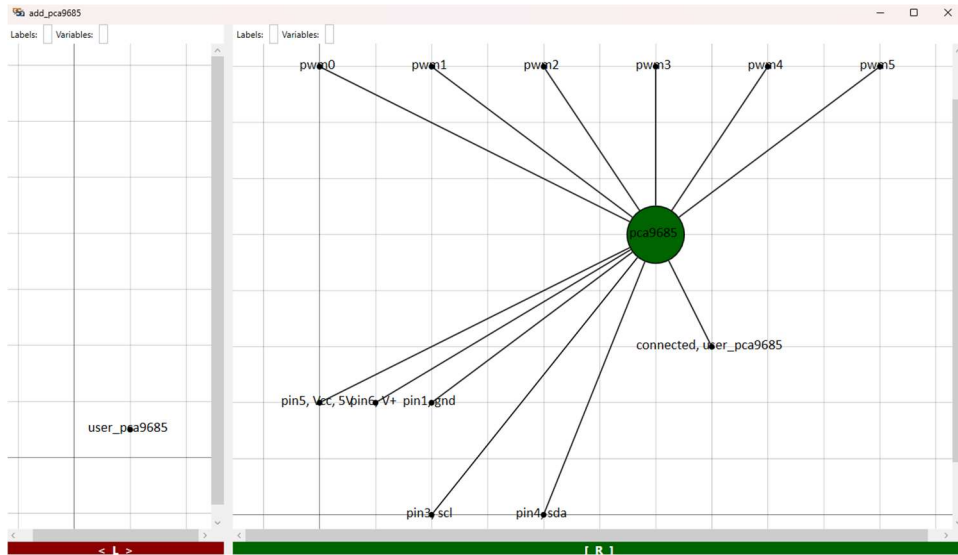 add_pca9685
Labels: Variables:
Labels: Variables:
pwm0 pwm1 pwm2 pwm3 pwm4 pwm5
pca9685
connected, user_pca9685
pin5, Vcc, 5V pin6, V+ pin1, gnd
user_pca9685
pin3, scl pin4, sda
< L >
[ R ]